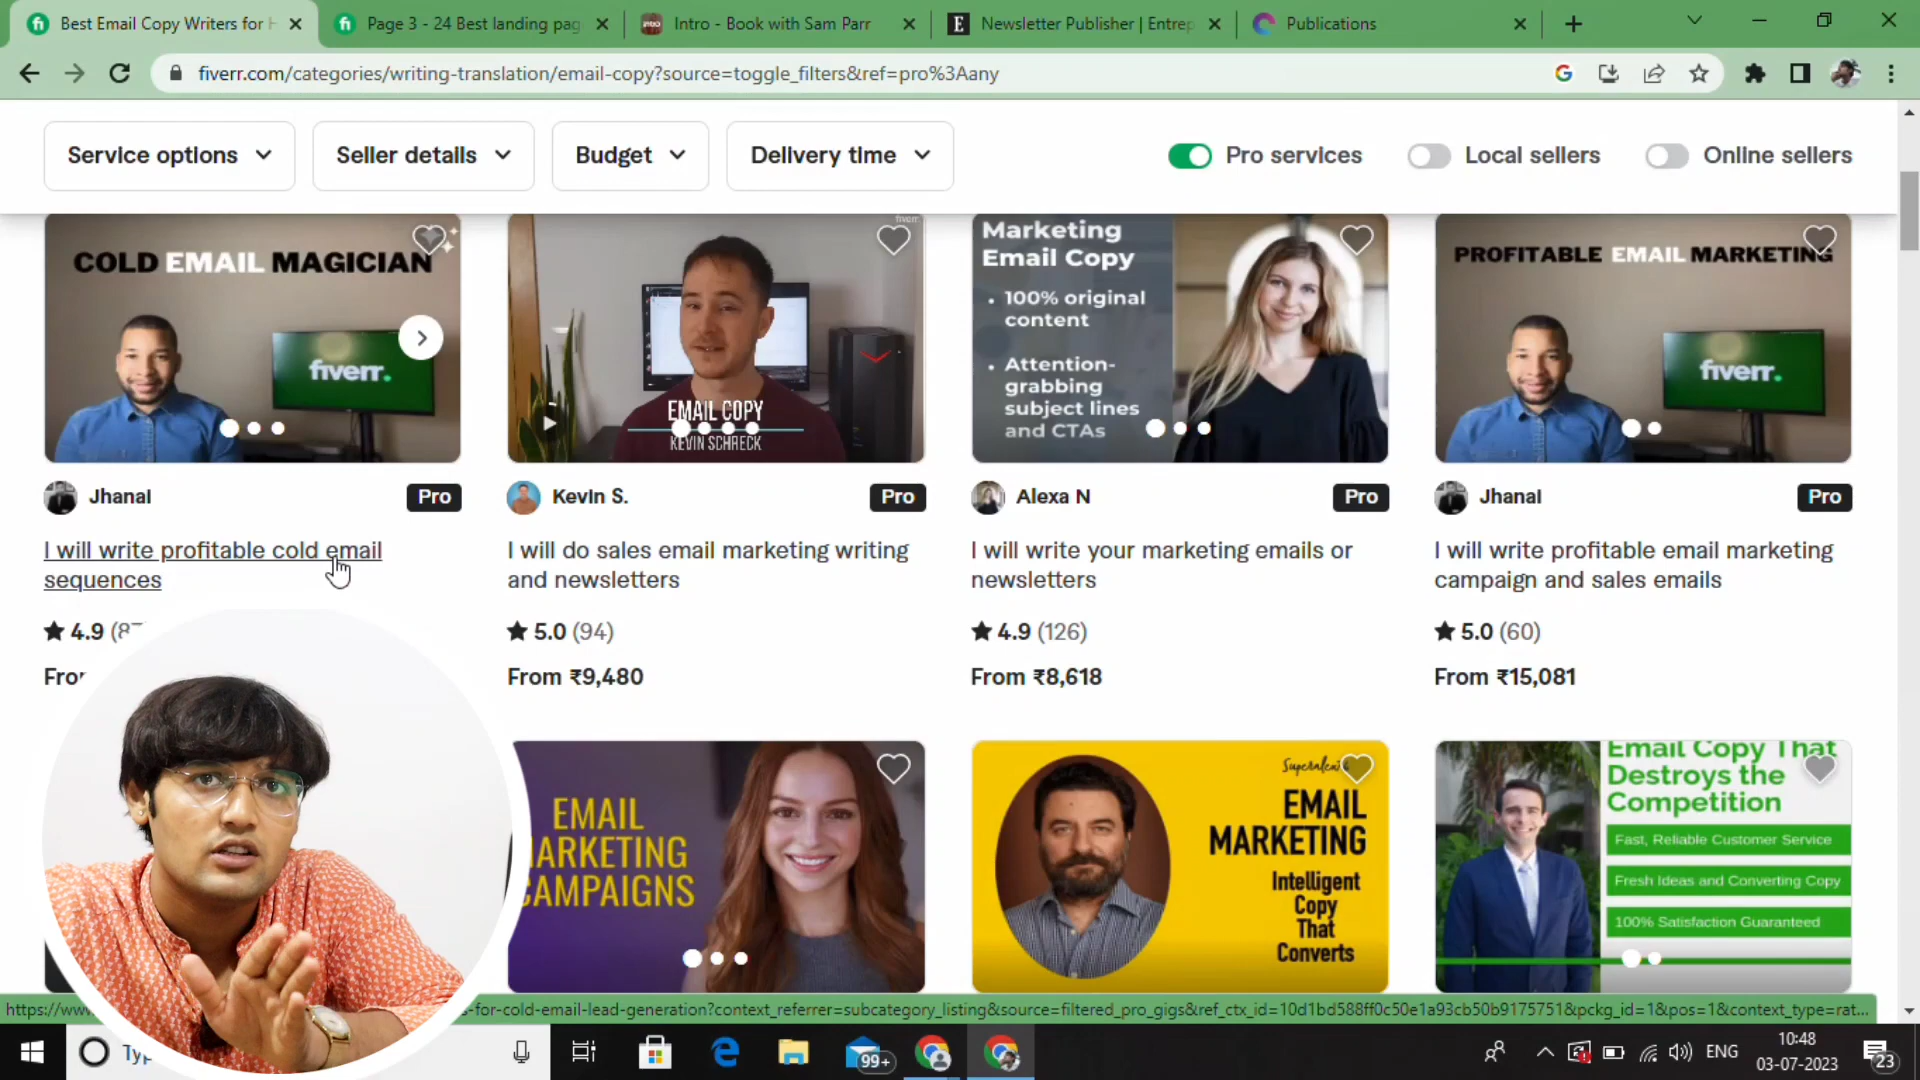 Best Email Copy Writers for H
Page 3 - 24 Best landing pag
Intro - Book with Sam Parr
Newsletter Publisher | Entrep
Publications
fiverr.com/categories/writing-translation/email-copy?source=toggle_filters&ref=pro%3Aany
Service options
Seller details
Budget
Delivery time
Pro services
Local sellers
Online sellers
COLD EMAIL MAGICIAN
fiverr.
fiverr.
EMAIL COPY
KEVIN SCHRECK
Marketing
Email Copy
• 100% original
content
• Attention-
grabbing
subject lines
and CTAs
PROFITABLE EMAIL MARKETING
fiverr.
Jhanai
Pro
Kevin S.
Pro
Alexa N
Pro
Jhanai
Pro
I will write profitable cold email
sequences
I will do sales email marketing writing
and newsletters
I will write your marketing emails or
newsletters
I will write profitable email marketing
campaign and sales emails
4.9
5.0 (94)
4.9 (126)
5.0 (60)
From ₹9,480
From ₹8,618
From ₹15,081
EMAIL
MARKETING
CAMPAIGNS
EMAIL
MARKETING
Intelligent
Copy
That
Converts
Email Copy That
Destroys the
Competition
Fast, Reliable Customer Service
Fresh Ideas and Converting Copy
100% Satisfaction Guaranteed
https://www
s-for-cold-email-lead-generation?context_referrer=subcategory_listing&source=filtered_pro_gigs&ref_ctx_id=10d1bd588ff0c50e1a93cb50b9175751&pckg_id=1&pos=1&context_type=rat...
99+
ENG
10:48
03-07-2023
23